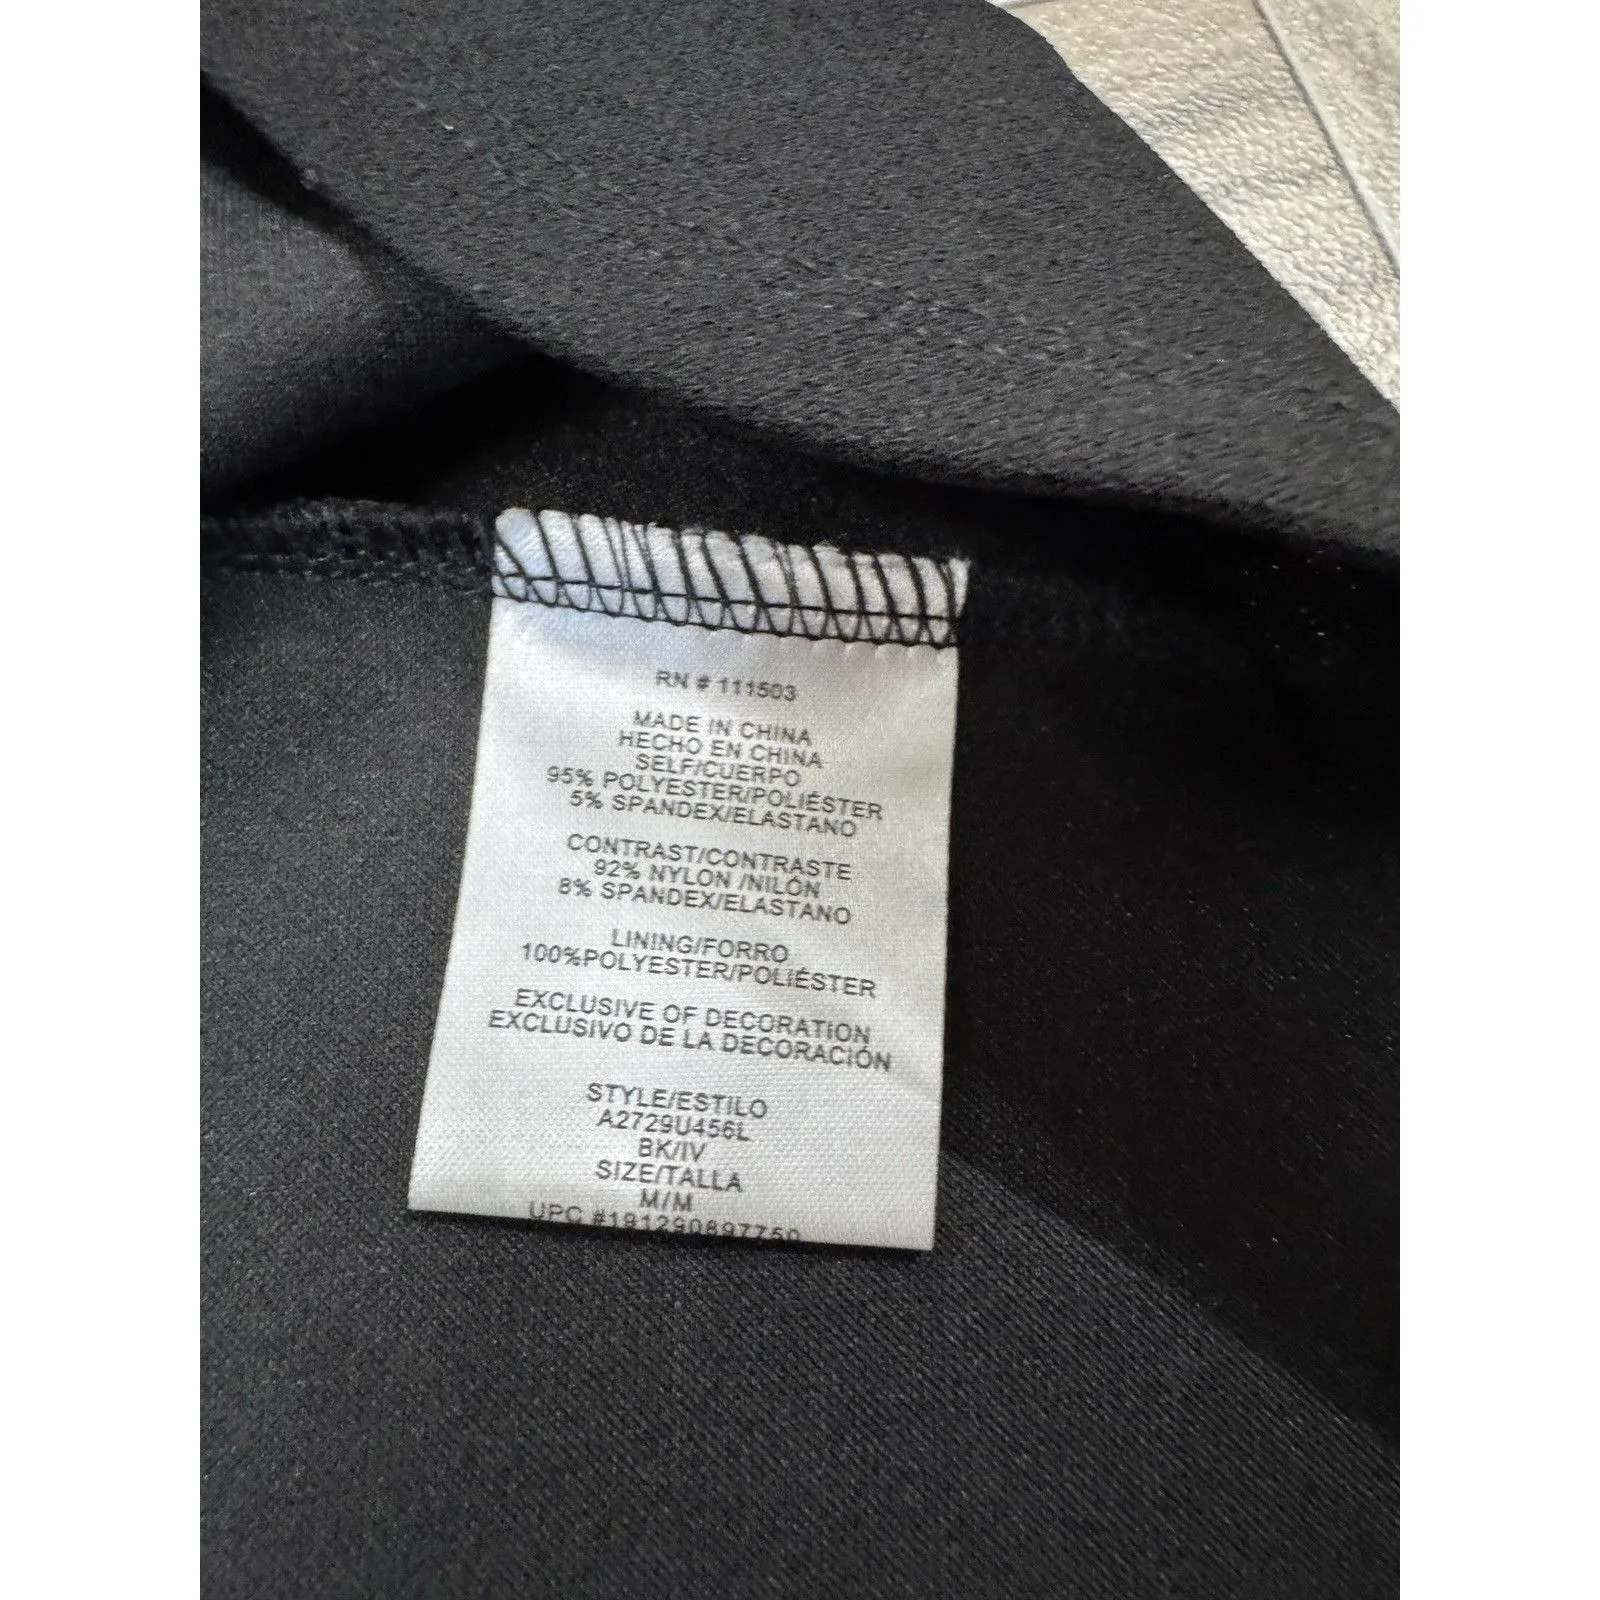 RN # 111503
MADE IN CHINA
HECHO EN CHINA
SELF/CUERPO
95% POLYESTER/POLIÉSTER
5% SPANDEX/ELASTANO
CONTRAST/CONTRASTE
92% NYLON /NILÓN
8% SPANDEX/ELASTANO
LINING/FORRO
100%POLYESTER/POLIÉSTER
EXCLUSIVE OF DECORATION
EXCLUSIVO DE LA DECORACIÓN
STYLE/ESTILO
A2729U456L
BK/IV
SIZE/TALLA
M/M
UPC #191290897750